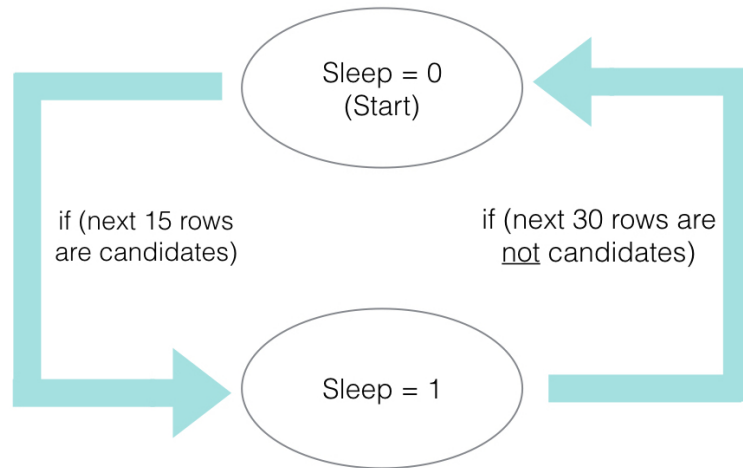 Sleep = 0
(Start)
if (next 15 rows
are candidates)
if (next 30 rows are
not candidates)
Sleep = 1